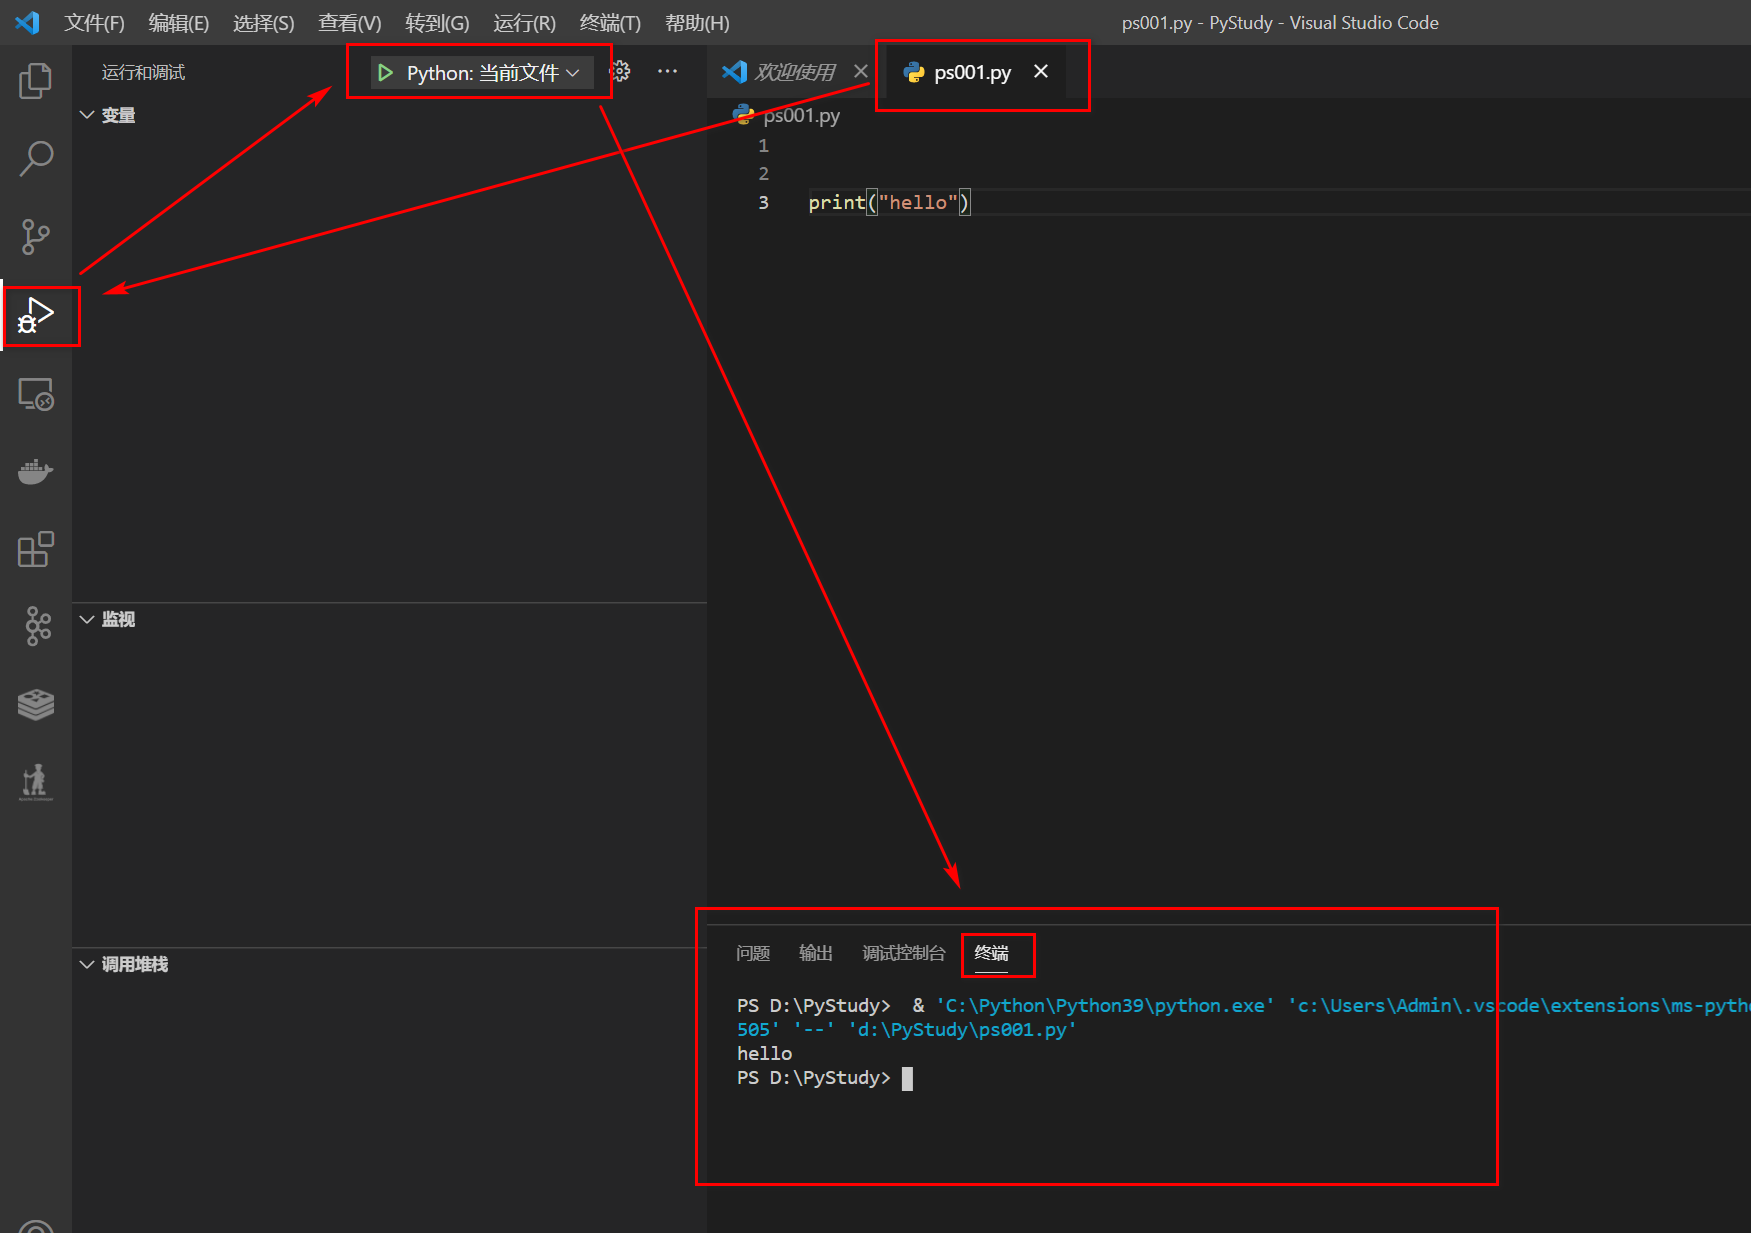 文件(F) 编辑(E) 选择(S) 查看(V) 转到(G) 运行(R) 终端(T) 帮助(H) ps001.py - PyStudy - Visual Studio Code
运行和调试 Python: 当前文件 欢迎使用 ps001.py
变量
ps001.py
1
2
3 print("hello")
监视
调用堆栈
问题 输出 调试控制台 终端
PS D:\PyStudy>  & 'C:\Python\Python39\python.exe' 'c:\Users\Admin\.vscode\extensions\ms-pyth
505' '--' 'd:\PyStudy\ps001.py'
hello
PS D:\PyStudy>